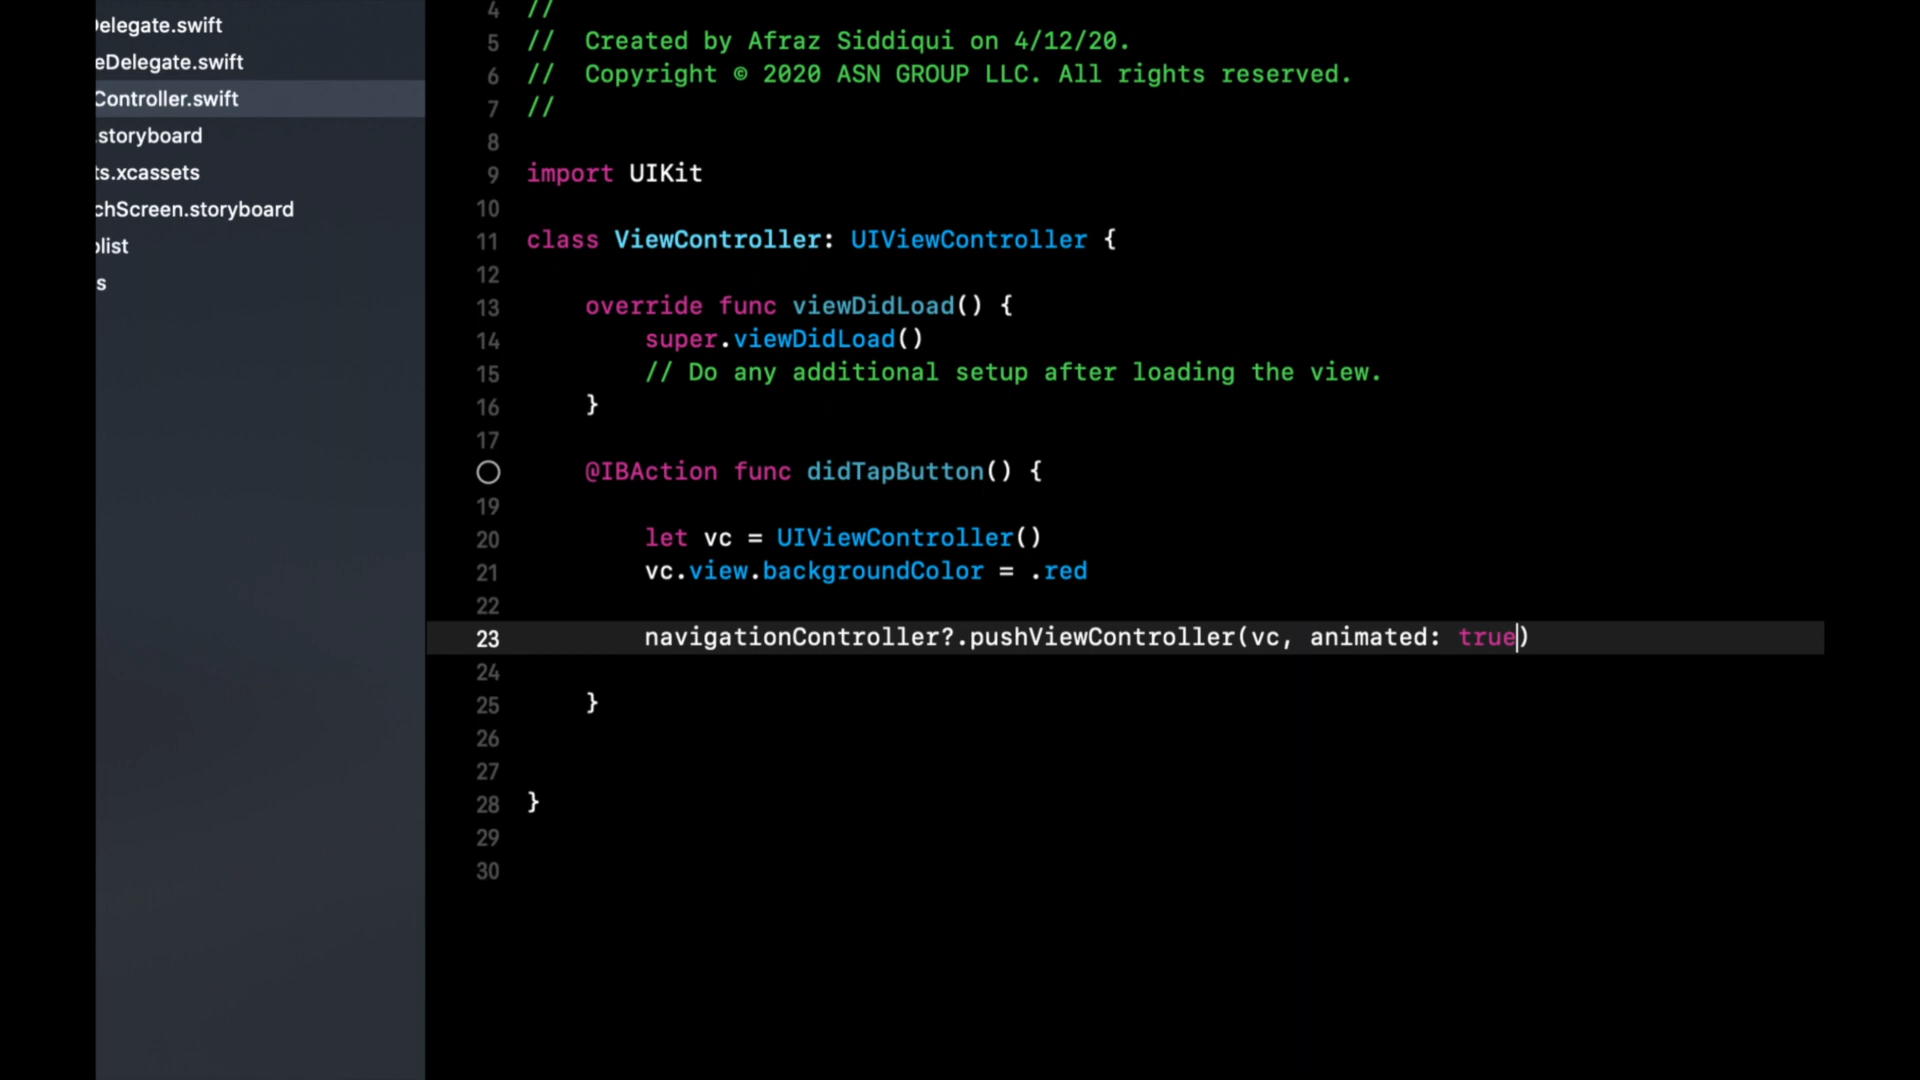 Delegate.swift
eDelegate.swift
Controller.swift
.storyboard
ts.xcassets
chScreen.storyboard
plist
s
4 //
5 // Created by Afraz Siddiqui on 4/12/20.
6 // Copyright © 2020 ASN GROUP LLC. All rights reserved.
7 //
8
9 import UIKit
10
11 class ViewController: UIViewController {
12
13 override func viewDidLoad() {
14 super.viewDidLoad()
15 // Do any additional setup after loading the view.
16 }
17
@IBAction func didTapButton() {
19
20 let vc = UIViewController()
21 vc.view.backgroundColor = .red
22
23 navigationController?.pushViewController(vc, animated: true)
24
25 }
26
27
28 }
29
30